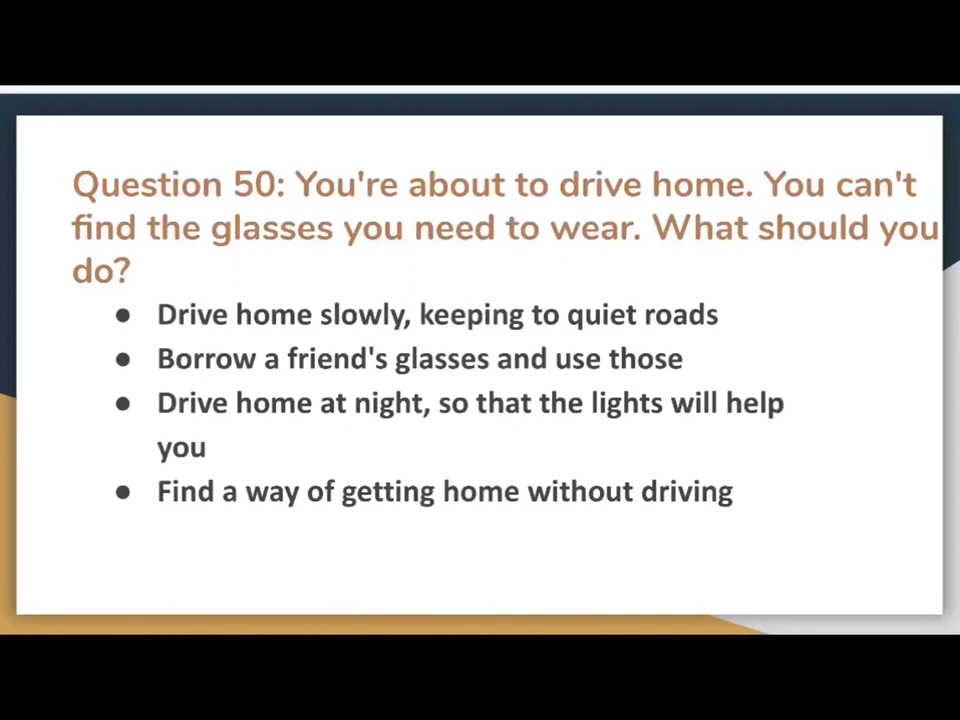 Question 50: You're about to drive home. You can't
find the glasses you need to wear. What should you
do?
● Drive home slowly, keeping to quiet roads
● Borrow a friend's glasses and use those
● Drive home at night, so that the lights will help
you
● Find a way of getting home without driving